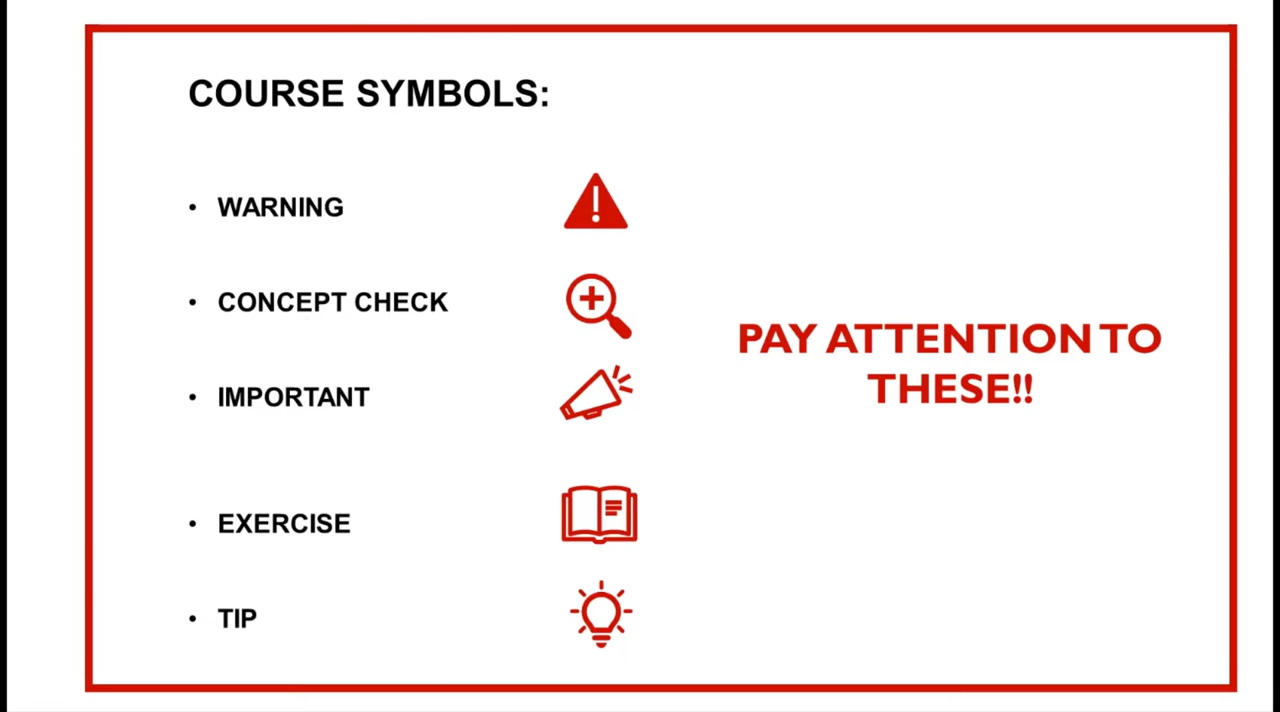 COURSE SYMBOLS:
• WARNING
• CONCEPT CHECK
• IMPORTANT
• EXERCISE
• TIP
PAY ATTENTION TO
THESE!!